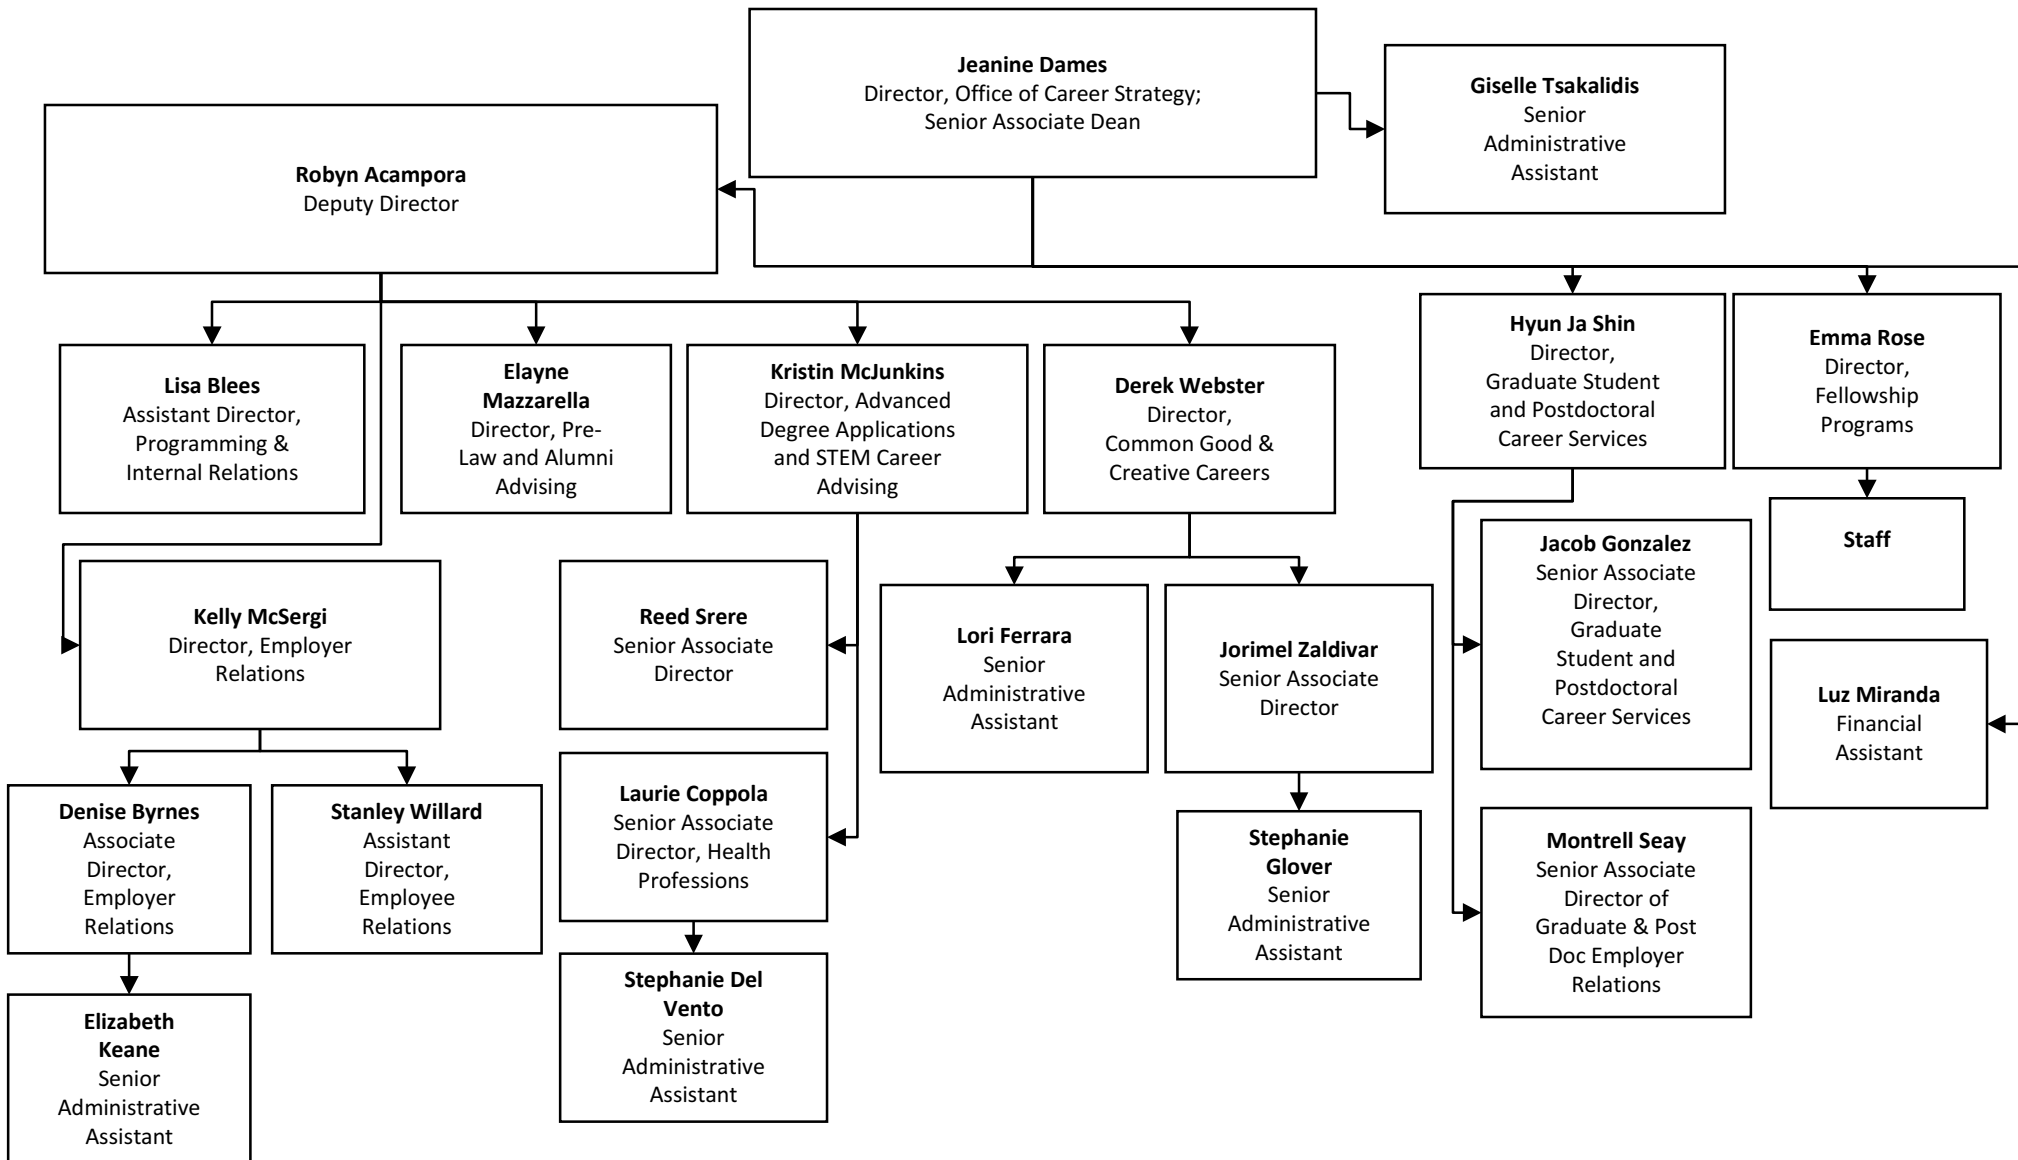 Jeanine Dames
Director, Office of Career Strategy;
Senior Associate Dean
Giselle Tsakalidis
Senior
Administrative
Assistant
Robyn Acampora
Deputy Director
Lisa Blees
Assistant Director,
Programming &
Internal Relations
Elayne
Mazzarella
Director, Pre-
Law and Alumni
Advising
Kristin McJunkins
Director, Advanced
Degree Applications
and STEM Career
Advising
Derek Webster
Director,
Common Good &
Creative Careers
Hyun Ja Shin
Director,
Graduate Student
and Postdoctoral
Career Services
Emma Rose
Director,
Fellowship
Programs
Kelly McSergi
Director, Employer
Relations
Reed Srere
Senior Associate
Director
Lori Ferrara
Senior
Administrative
Assistant
Jorimel Zaldivar
Senior Associate
Director
Jacob Gonzalez
Senior Associate
Director,
Graduate
Student and
Postdoctoral
Career Services
Staff
Luz Miranda
Financial
Assistant
Denise Byrnes
Associate
Director,
Employer
Relations
Stanley Willard
Assistant
Director,
Employee
Relations
Laurie Coppola
Senior Associate
Director, Health
Professions
Stephanie
Glover
Senior
Administrative
Assistant
Montrell Seay
Senior Associate
Director of
Graduate & Post
Doc Employer
Relations
Elizabeth
Keane
Senior
Administrative
Assistant
Stephanie Del
Vento
Senior
Administrative
Assistant